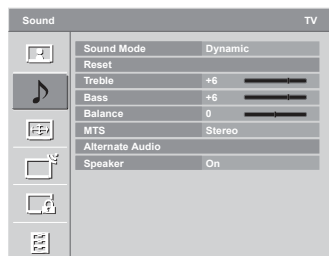 Sound TV
Sound Mode Dynamic
Reset
Treble +6
Bass +6
Balance 0
MTS Stereo
Alternate Audio
Speaker On